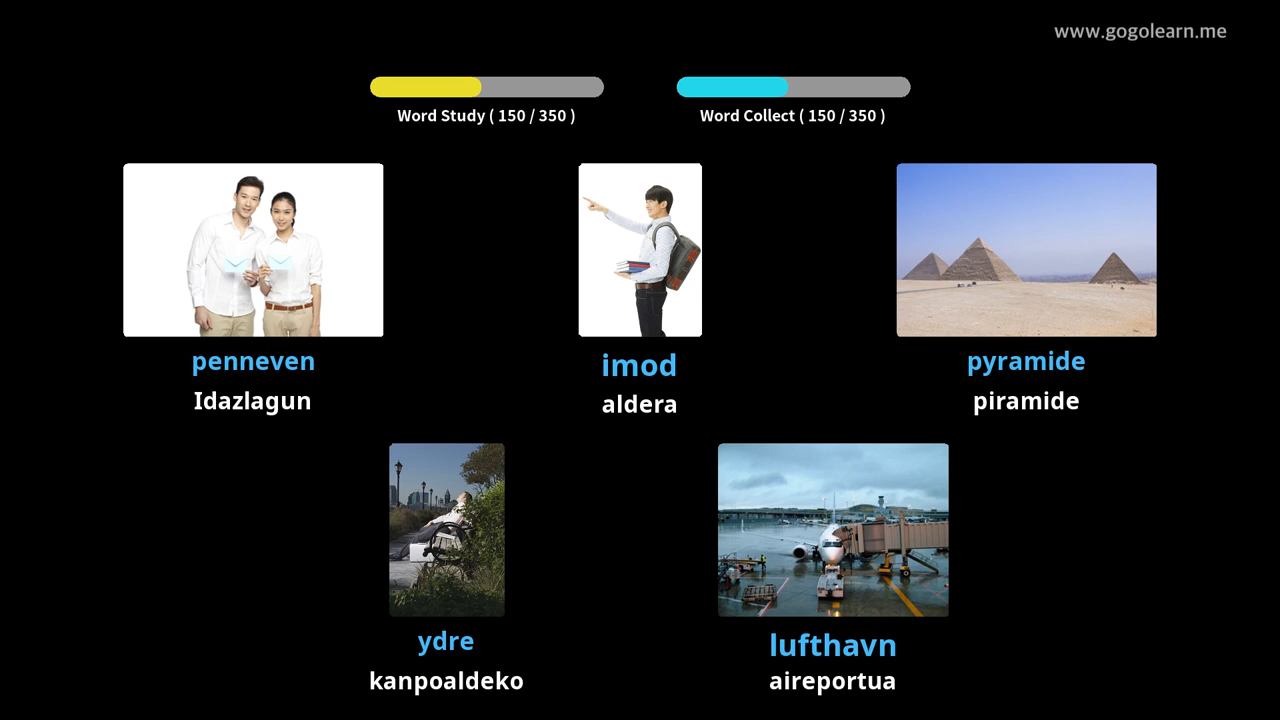 www.gogolearn.me
Word Study ( 150 / 350 )
Word Collect ( 150 / 350 )
penneven
Idazlagun
imod
aldera
pyramide
piramide
ydre
kanpoaldeko
lufthavn
aireportua